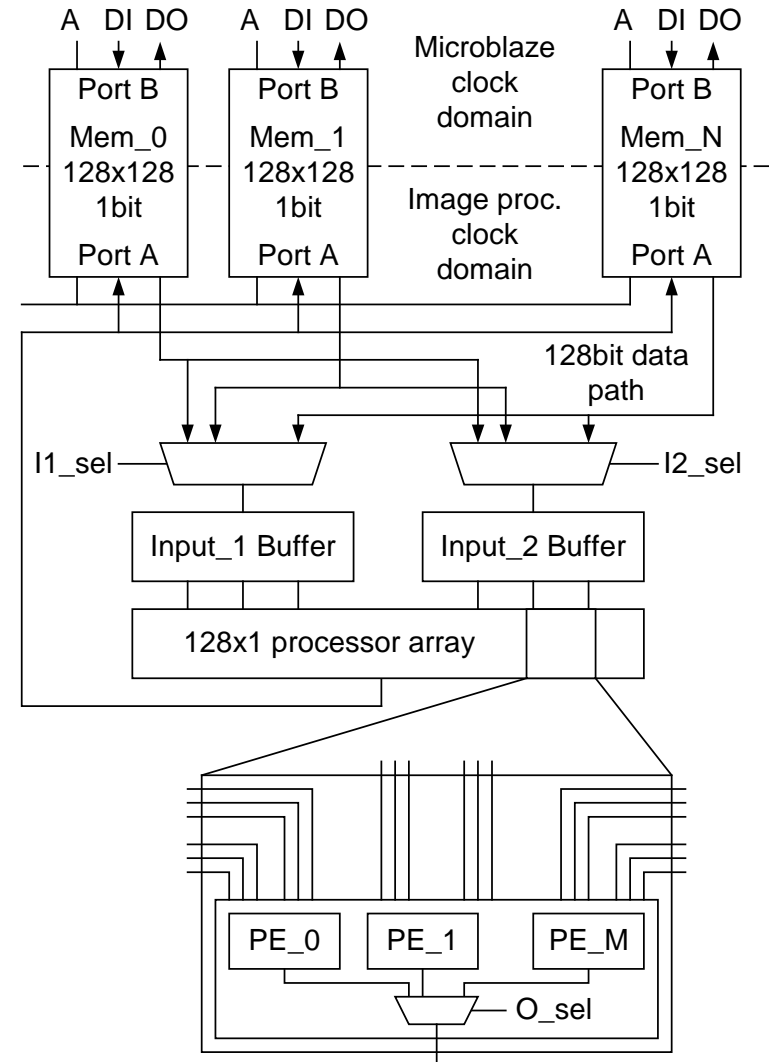 A DI DO
A DI DO
A DI DO
Microblaze
clock
domain
Port B
Mem_0
128x128
1bit
Port A
Port B
Mem_1
128x128
1bit
Port A
Port B
Mem_N
128x128
1bit
Port A
Image proc.
clock
domain
128bit data
path
I1_sel
I2_sel
Input_1 Buffer
Input_2 Buffer
128x1 processor array
PE_0
PE_1
PE_M
O_sel